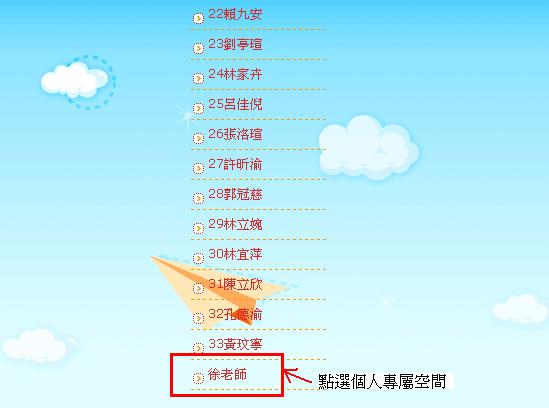 22賴九安
23劉亭瑄
24林家卉
25呂佳倪
26張洛瑄
27許昕渝
28郭冠慈
29林立婉
30林宜萍
31陳立欣
32孔德渝
33黃玟寧
徐老師
點選個人專屬空間